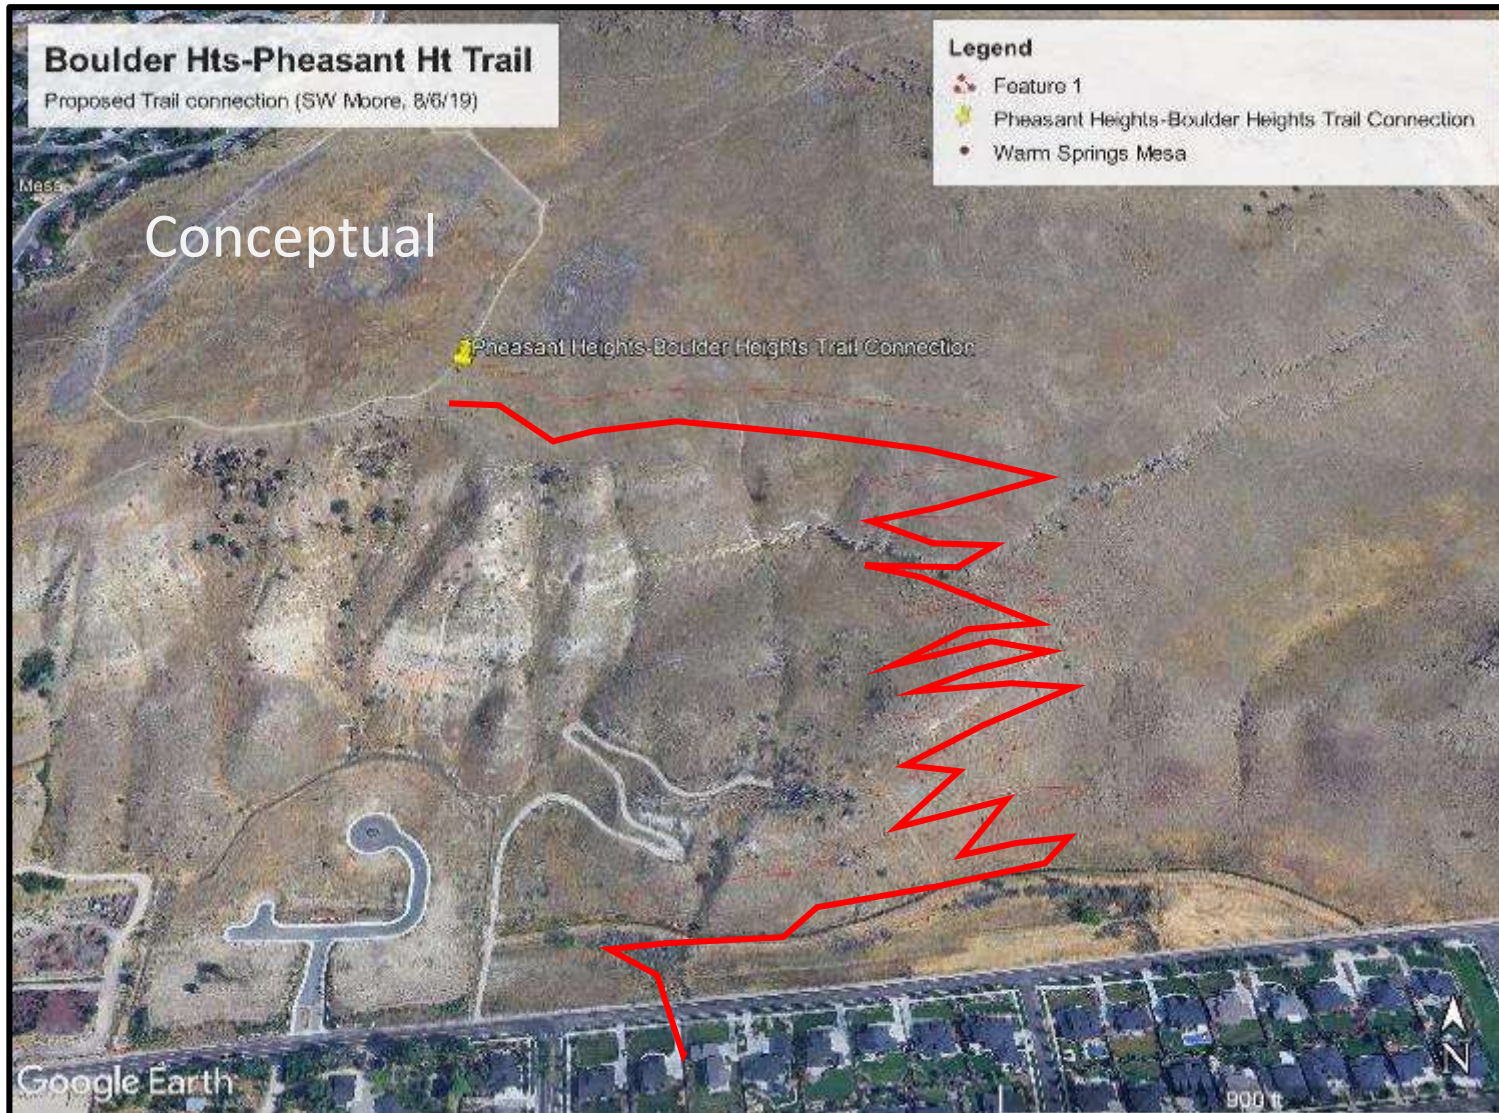 Boulder Hts-Pheasant Ht Trail
Proposed Trail connection (SW Moore, 8/6/19)
Legend
Feature 1
Pheasant Heights-Boulder Heights Trail Connection
Warm Springs Mesa
Mesa
Conceptual
Pheasant Heights-Boulder Heights Trail Connection
N
Google Earth
900 ft